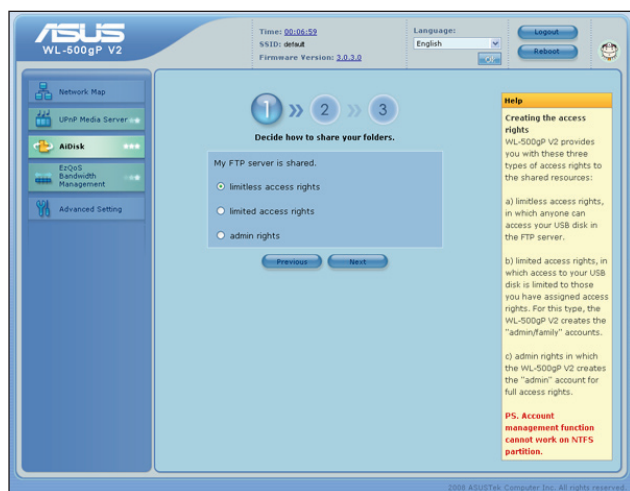 ASUS
WL-500gP V2
Time: 00:06:59
SSID: default
Firmware Version: 3.0.3.0
Language:
English
Logout
Reboot
Network Map
UPnP Media Server
AiDisk
EzQoS
Bandwidth
Management
Advanced Setting
1 » 2 » 3
Decide how to share your folders.
My FTP server is shared.
limitless access rights
limited access rights
admin rights
Previous
Next
Help
Creating the access
rights
WL-500gP V2 provides
you with these three
types of access rights to
the shared resources:
a) limitless access rights,
in which anyone can
access your USB disk in
the FTP server.
b) limited access rights, in
which access to your USB
disk is limited to those
you have assigned access
rights. For this type, the
WL-500gP V2 creates the
"admin/family" accounts.
c) admin rights in which
the WL-500gP V2 creates
the "admin" account for
full access rights.
PS. Account
management function
cannot work on NTFS
partition.
2008 ASUSTek Computer Inc. All rights reserved.